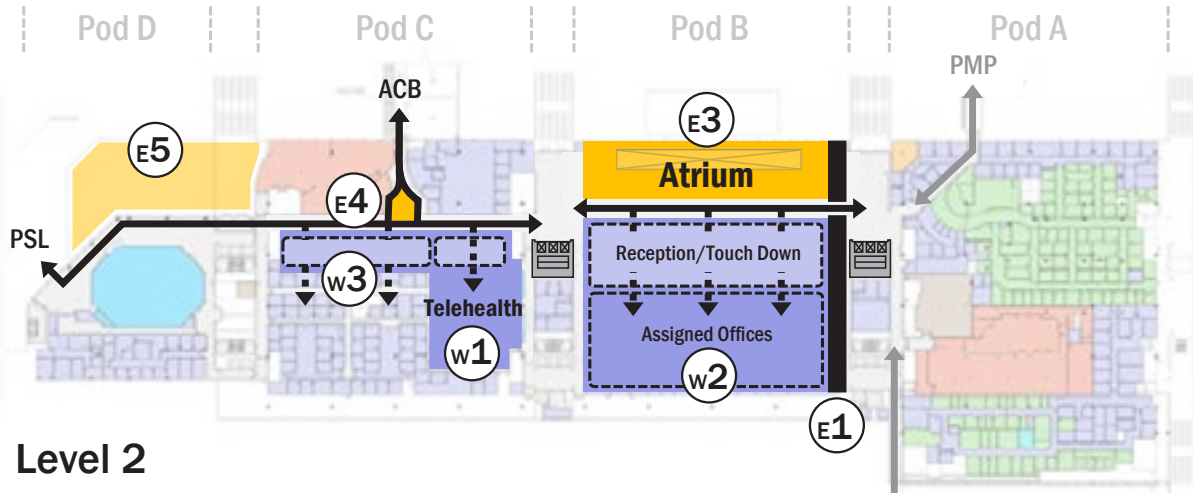 Pod D
Pod C
Pod B
Pod A
PMP
ACB
E5
E3
Atrium
E4
PSL
Reception/Touch Down
W3
Telehealth
W1
Assigned Offices
W2
E1
Level 2